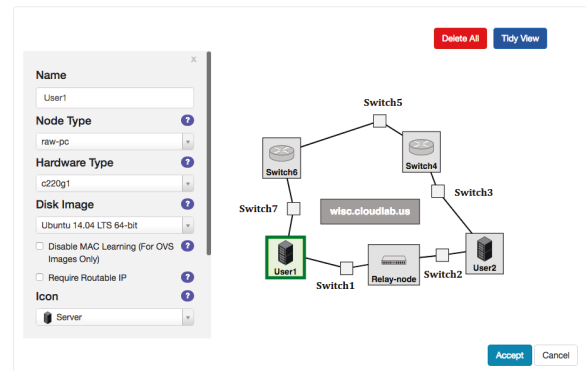 Delete All
Tidy View
x
Name
User1
Node Type ?
raw-pc
Hardware Type ?
c220g1
Disk Image ?
Ubuntu 14.04 LTS 64-bit
Disable MAC Learning (For OVS ?
Images Only)
Require Routable IP ?
Icon ?
Server
Switch5
Switch6
Switch4
Switch3
Switch7
wisc.cloudlab.us
User1
Switch1
Relay-node
Switch2
User2
Accept
Cancel